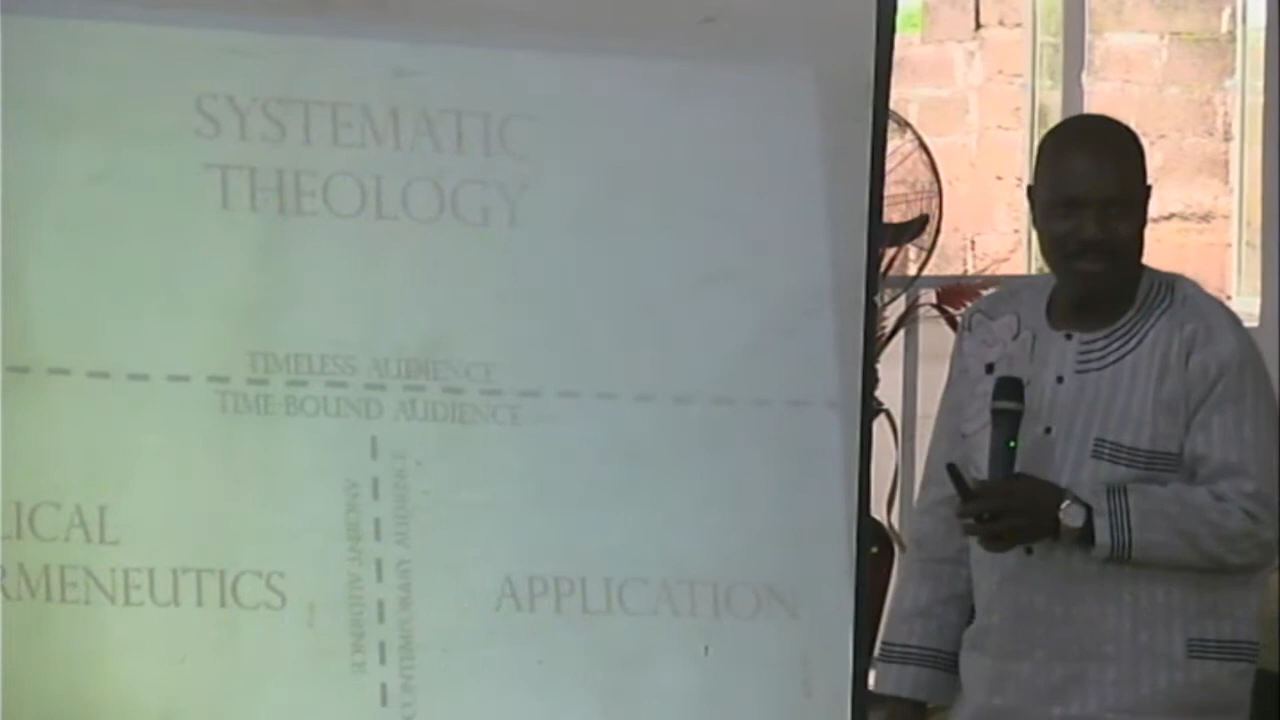 SYSTEMATIC
THEOLOGY
TIMELESS AUDIENCE
TIME-BOUND AUDIENCE
ANCIENT AUDIENCE
CONTEMPORARY AUDIENCE
LICAL
RMENEUTICS
APPLICATION